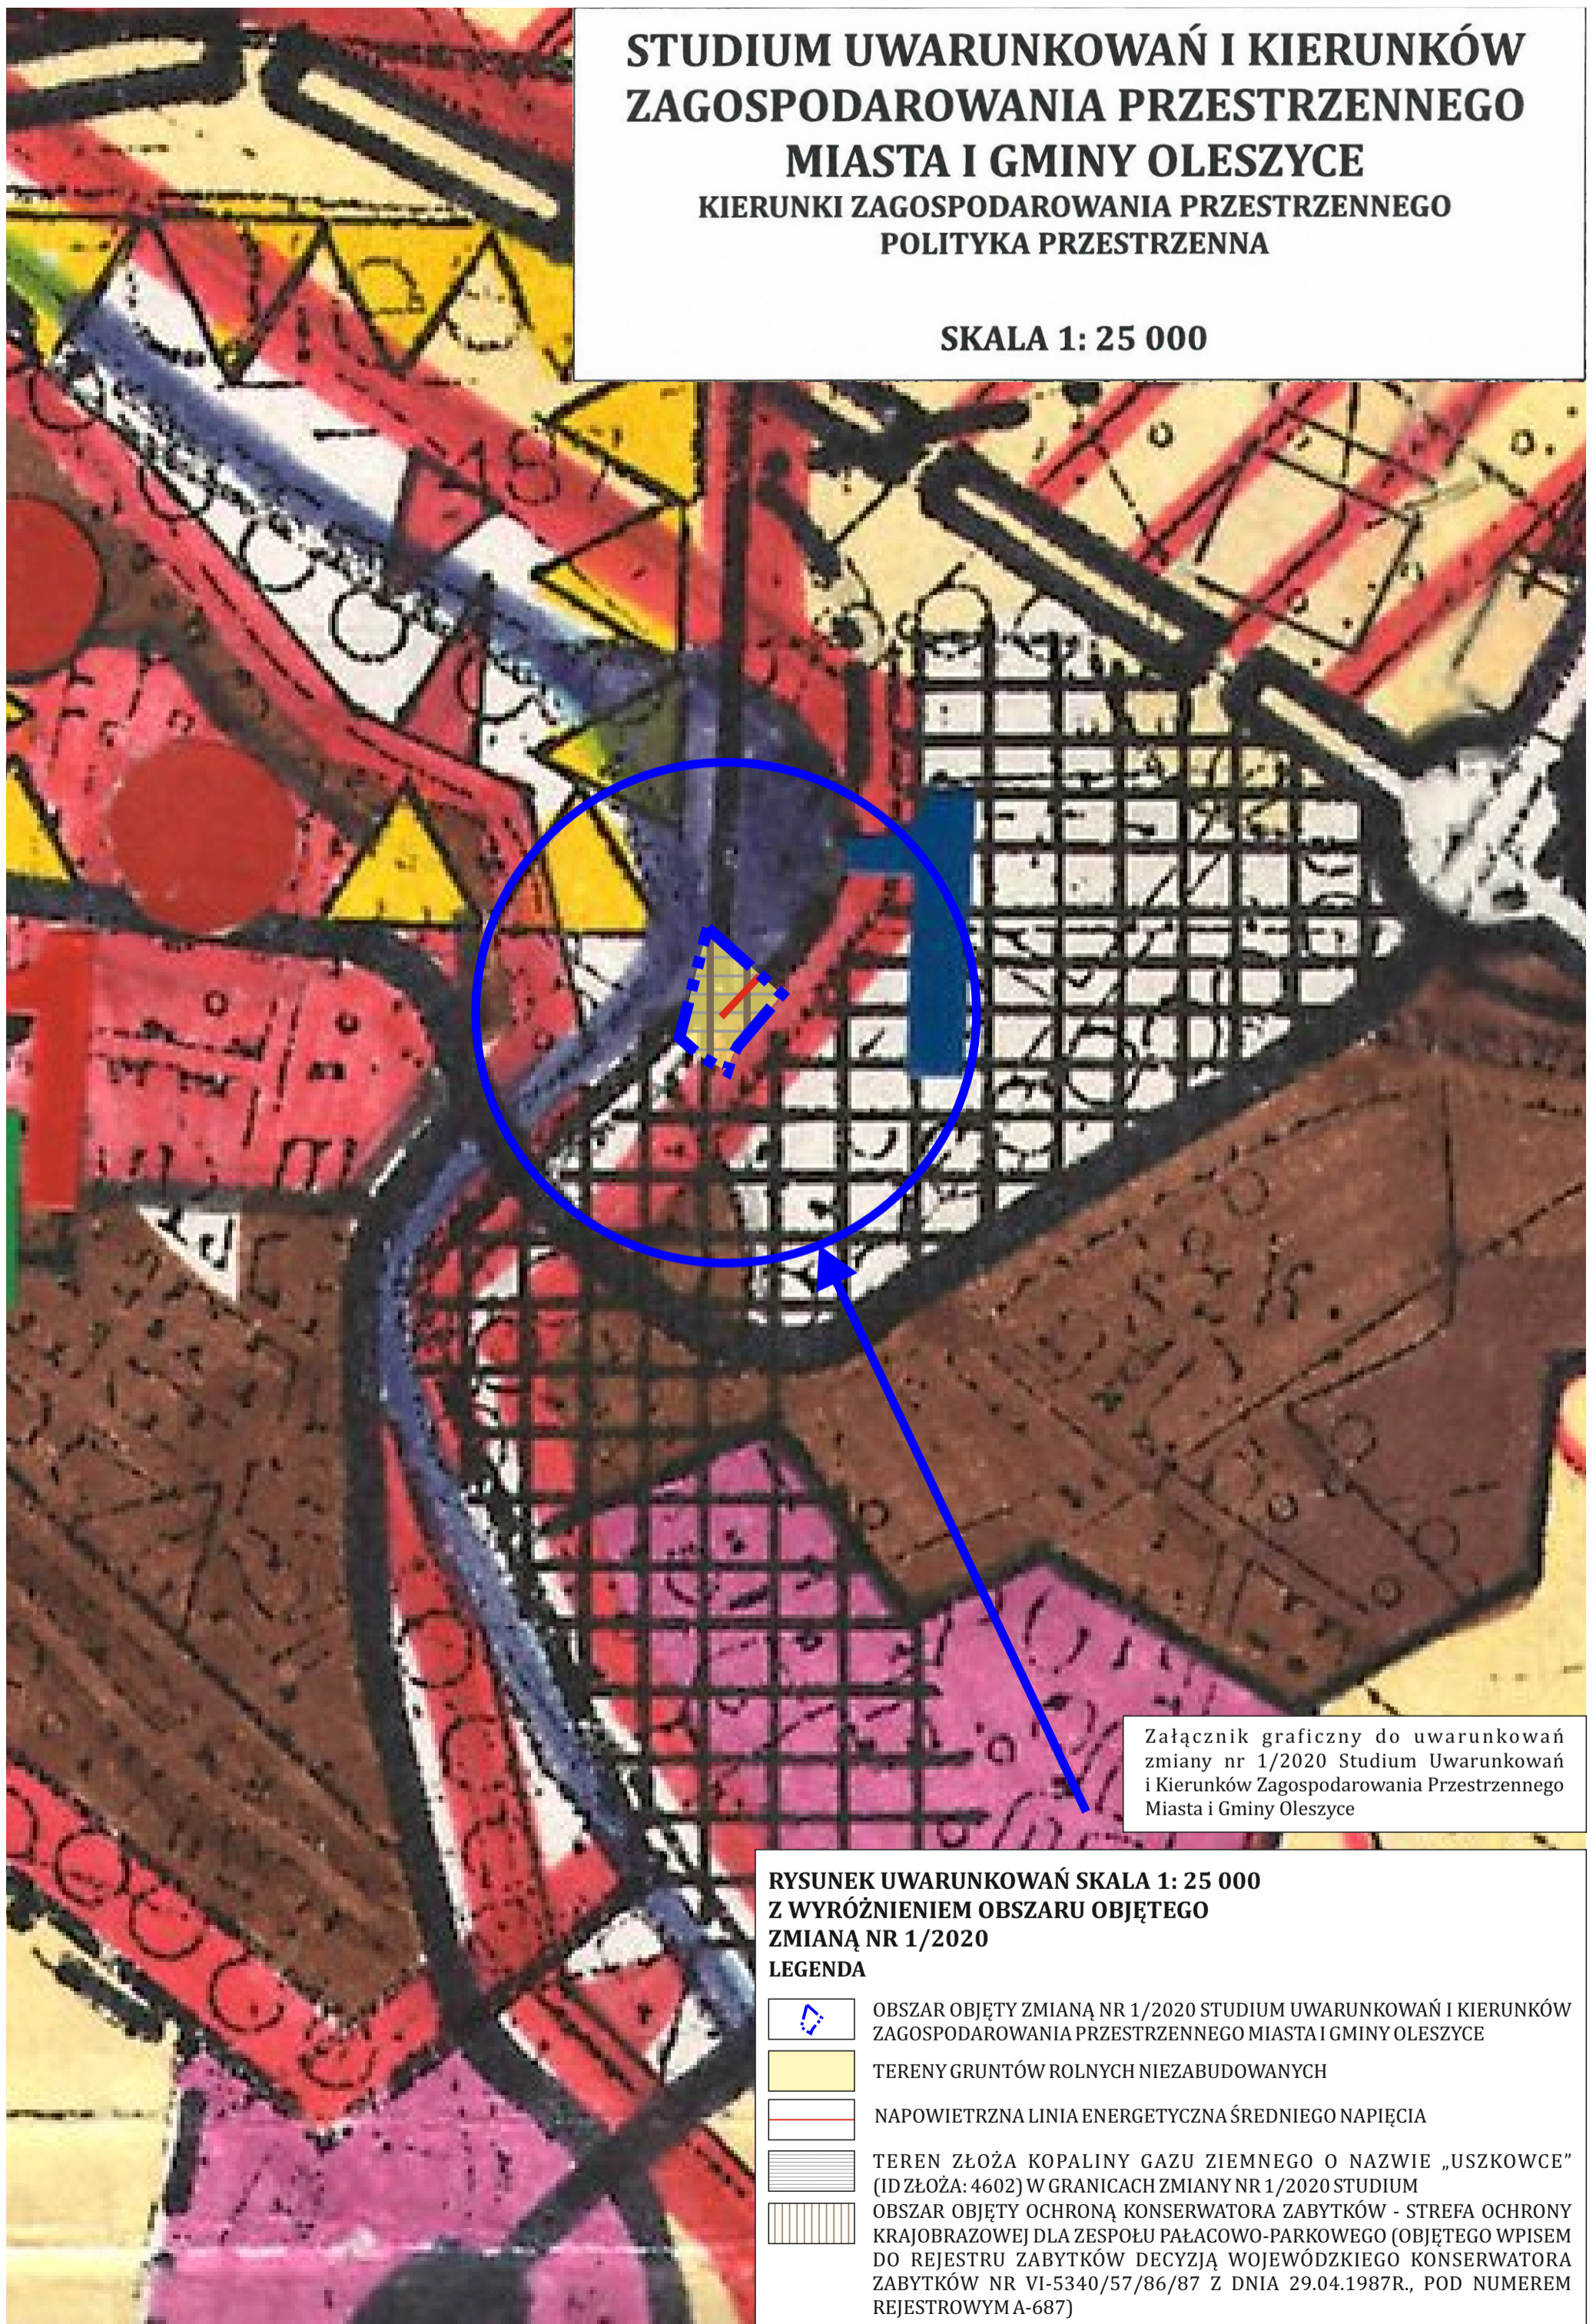 STUDIUM UWARUNKOWAŃ I KIERUNKÓW
ZAGOSPODAROWANIA PRZESTRZENNEGO
MIASTA I GMINY OLESZYCE
KIERUNKI ZAGOSPODAROWANIA PRZESTRZENNEGO
POLITYKA PRZESTRZENNA
SKALA 1: 25 000
187
Załącznik graficzny do uwarunkowań
zmiany nr 1/2020 Studium Uwarunkowań
i Kierunków Zagospodarowania Przestrzennego
Miasta i Gminy Oleszyce
RYSUNEK UWARUNKOWAŃ SKALA 1: 25 000
Z WYRÓŻNIENIEM OBSZARU OBJĘTEGO
ZMIANĄ NR 1/2020
LEGENDA
OBSZAR OBJĘTY ZMIANĄ NR 1/2020 STUDIUM UWARUNKOWAŃ I KIERUNKÓW
ZAGOSPODAROWANIA PRZESTRZENNEGO MIASTA I GMINY OLESZYCE
TERENY GRUNTÓW ROLNYCH NIEZABUDOWANYCH
NAPOWIETRZNA LINIA ENERGETYCZNA ŚREDNIEGO NAPIĘCIA
TEREN ZŁOŻA KOPALINY GAZU ZIEMNEGO O NAZWIE „USZKOWCE”
(ID ZŁOŻA: 4602) W GRANICACH ZMIANY NR 1/2020 STUDIUM
OBSZAR OBJĘTY OCHRONĄ KONSERWATORA ZABYTKÓW - STREFA OCHRONY
KRAJOBRAZOWEJ DLA ZESPOŁU PAŁACOWO-PARKOWEGO (OBJĘTEGO WPISEM
DO REJESTRU ZABYTKÓW DECYZJĄ WOJEWÓDZKIEGO KONSERWATORA
ZABYTKÓW NR VI-5340/57/86/87 Z DNIA 29.04.1987R., POD NUMEREM
REJESTROWYM A-687)